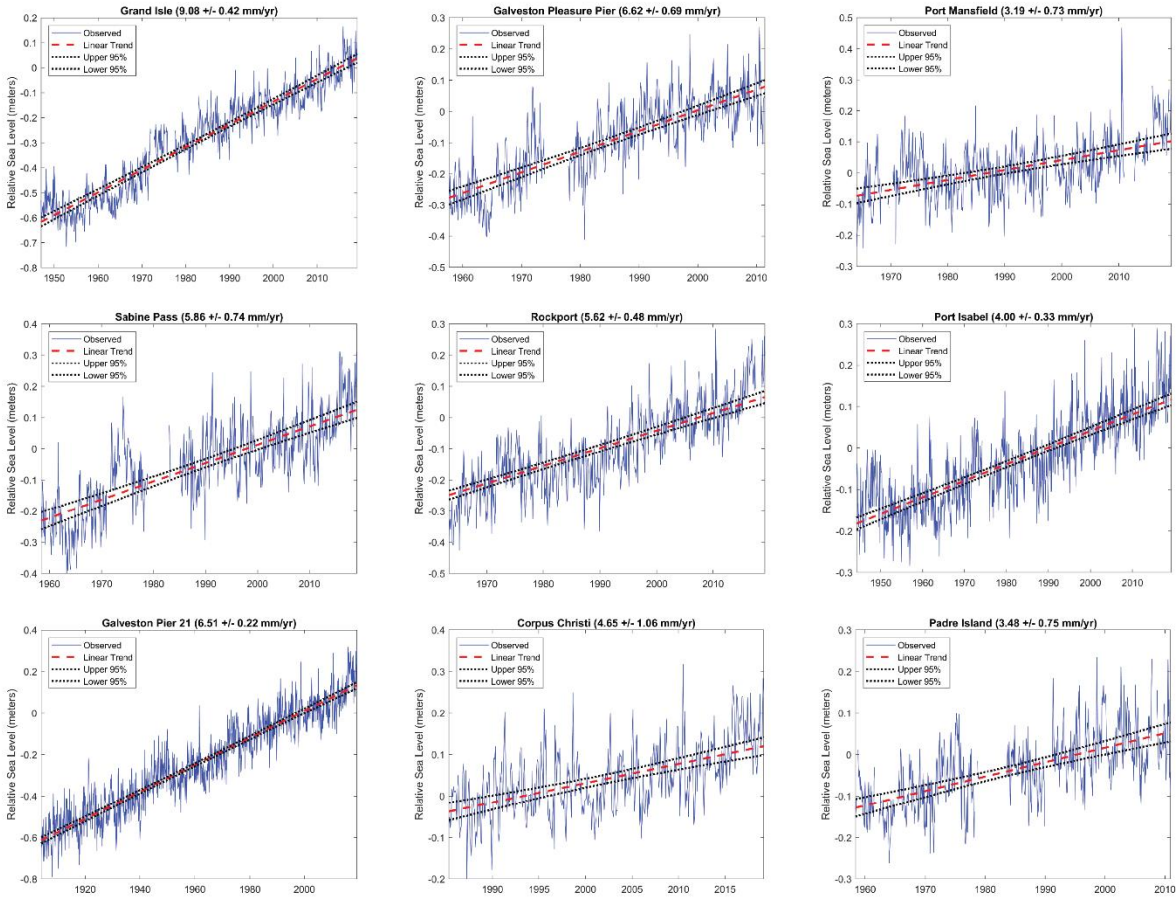 Grand Isle (9.08 +/- 0.42 mm/yr)
Relative Sea Level (meters)
0.2
0.1
0
-0.1
-0.2
-0.3
-0.4
-0.5
-0.6
-0.7
-0.8
Observed
Linear Trend
Upper 95%
Lower 95%
1950 1960 1970 1980 1990 2000 2010
Galveston Pleasure Pier (6.62 +/- 0.69 mm/yr)
Relative Sea Level (meters)
0.3
0.2
0.1
0
-0.1
-0.2
-0.3
-0.4
-0.5
Observed
Linear Trend
Upper 95%
Lower 95%
1960 1970 1980 1990 2000 2010
Port Mansfield (3.19 +/- 0.73 mm/yr)
Relative Sea Level (meters)
0.5
0.4
0.3
0.2
0.1
0
-0.1
-0.2
-0.3
Observed
Linear Trend
Upper 95%
Lower 95%
1970 1980 1990 2000 2010
Sabine Pass (5.86 +/- 0.74 mm/yr)
Relative Sea Level (meters)
0.4
0.3
0.2
0.1
0
-0.1
-0.2
-0.3
-0.4
Observed
Linear Trend
Upper 95%
Lower 95%
1960 1970 1980 1990 2000 2010
Rockport (5.62 +/- 0.48 mm/yr)
Relative Sea Level (meters)
0.3
0.2
0.1
0
-0.1
-0.2
-0.3
-0.4
-0.5
Observed
Linear Trend
Upper 95%
Lower 95%
1970 1980 1990 2000 2010
Port Isabel (4.00 +/- 0.33 mm/yr)
Relative Sea Level (meters)
0.3
0.2
0.1
0
-0.1
-0.2
-0.3
Observed
Linear Trend
Upper 95%
Lower 95%
1950 1960 1970 1980 1990 2000 2010
Galveston Pier 21 (6.51 +/- 0.22 mm/yr)
Relative Sea Level (meters)
0.4
0.2
0
-0.2
-0.4
-0.6
-0.8
Observed
Linear Trend
Upper 95%
Lower 95%
1920 1940 1960 1980 2000
Corpus Christi (4.65 +/- 1.06 mm/yr)
Relative Sea Level (meters)
0.4
0.3
0.2
0.1
0
-0.1
-0.2
Observed
Linear Trend
Upper 95%
Lower 95%
1990 1995 2000 2005 2010 2015
Padre Island (3.48 +/- 0.75 mm/yr)
Relative Sea Level (meters)
0.3
0.2
0.1
0
-0.1
-0.2
-0.3
Observed
Linear Trend
Upper 95%
Lower 95%
1960 1970 1980 1990 2000 2010